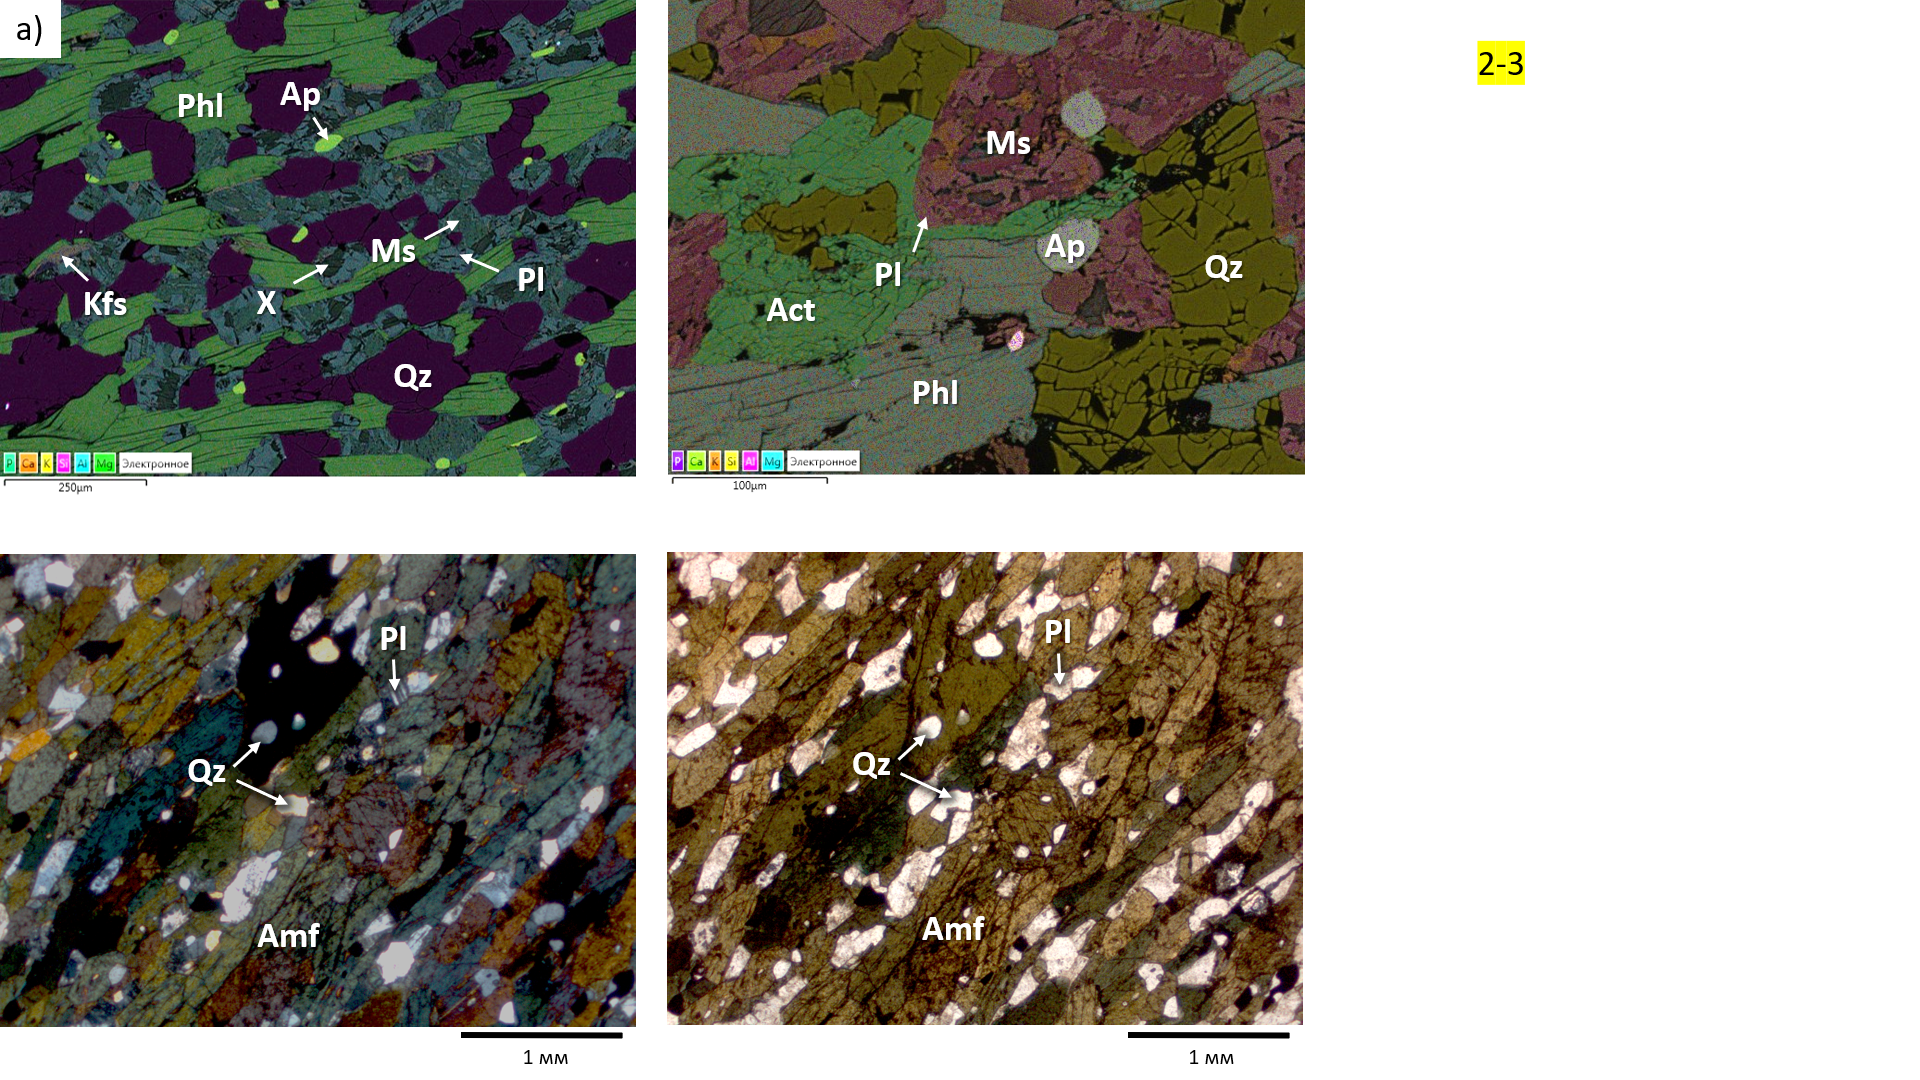 a)
Phl
Ap
Ms
X
Pl
Kfs
Qz
P Ca K Si Al Mg Электронное
250µm
Ms
Pl
Ap
Qz
Act
Phl
P Ca K Si Al Mg Электронное
100µm
2-3
Pl
Qz
Amf
1 мм
Pl
Qz
Amf
1 мм